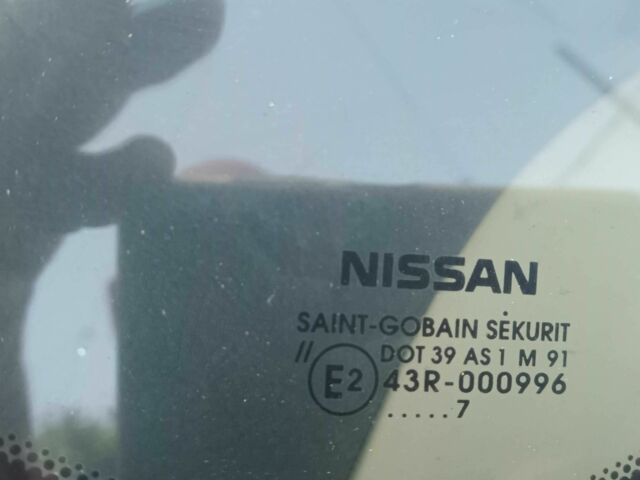 NISSAN
SAINT-GOBAIN SEKURIT
// DOT 39 AS 1 M 91
E2 43R-000996
.....7